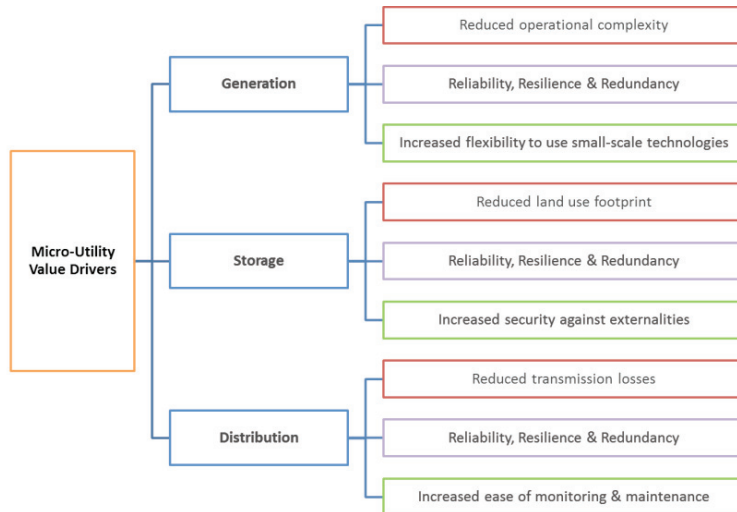 Reduced operational complexity
Generation
Reliability, Resilience & Redundancy
Increased flexibility to use small-scale technologies
Reduced land use footprint
Micro-Utility
Value Drivers
Storage
Reliability, Resilience & Redundancy
Increased security against externalities
Reduced transmission losses
Distribution
Reliability, Resilience & Redundancy
Increased ease of monitoring & maintenance